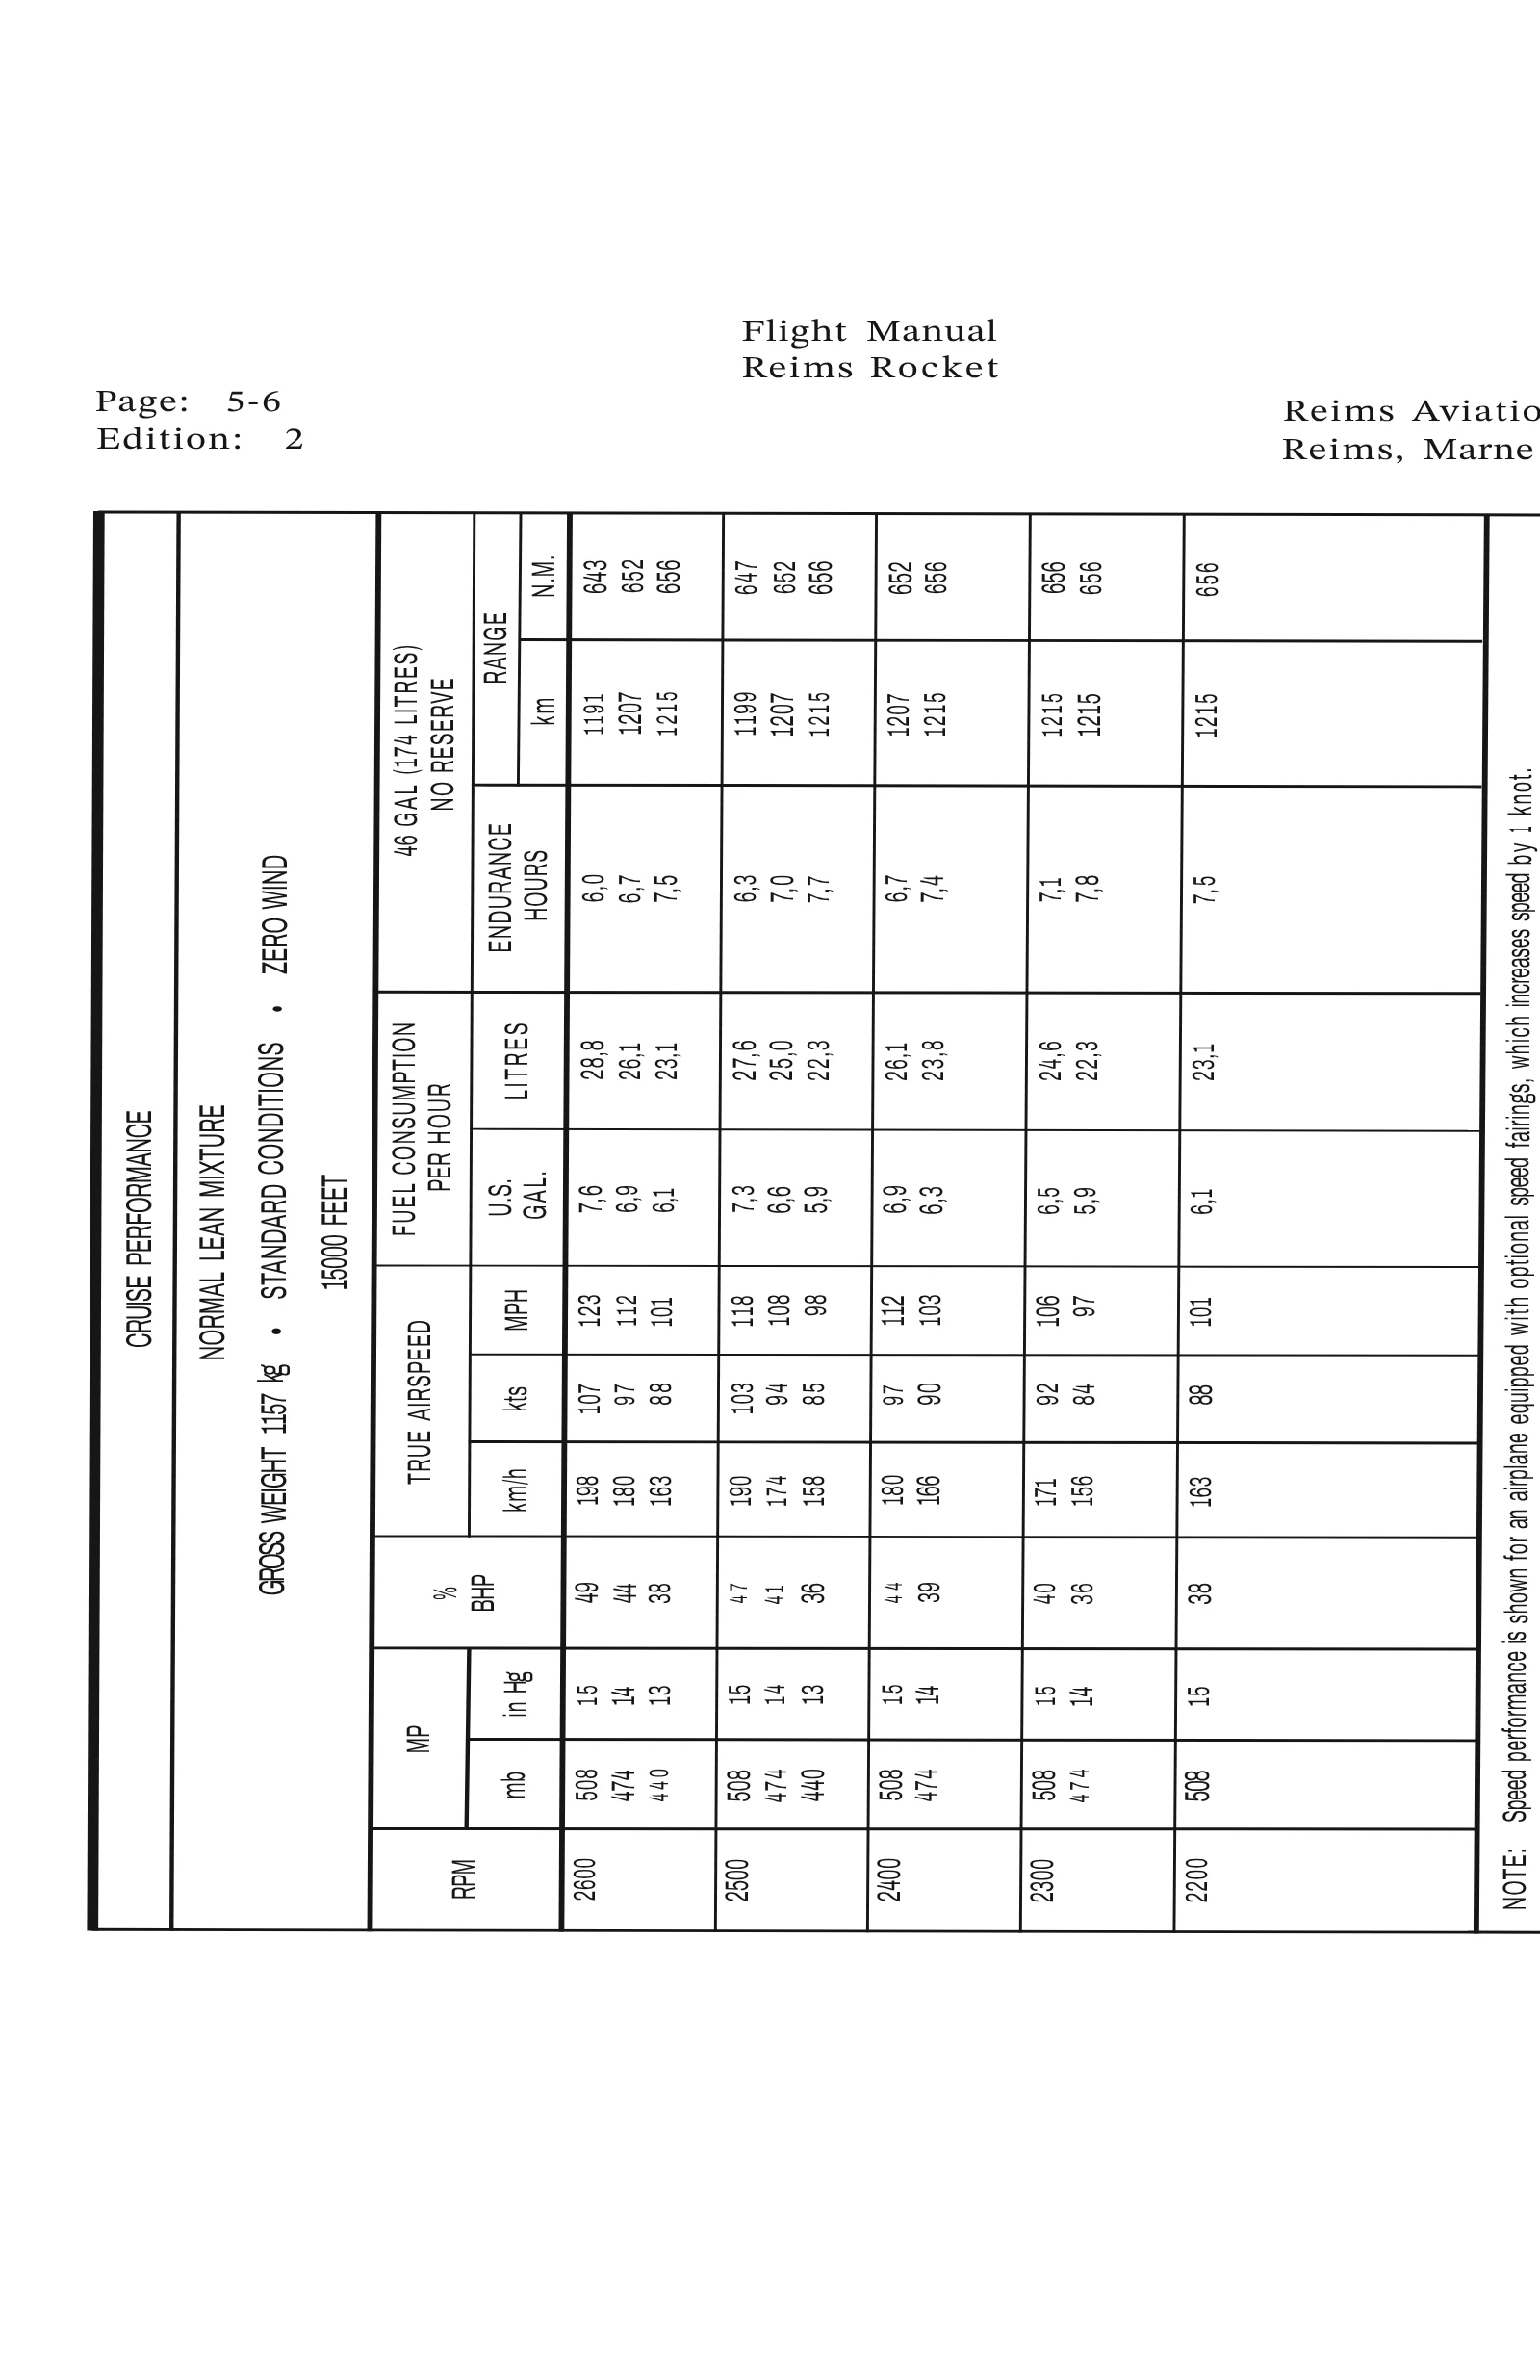 Flight Manual
Reims Rocket
Page: 5-6
Edition: 2
Reims Aviatio
Reims, Marne
CRUISE PERFORMANCE
NORMAL LEAN MIXTURE
GROSS WEIGHT 1157 kg • STANDARD CONDITIONS • ZERO WIND
15000 FEET
RPM MP % BHP TRUE AIRSPEED FUEL CONSUMPTION PER HOUR 46 GAL (174 LITRES) NO RESERVE
mb in Hg km/h kts MPH U.S. GAL. LITRES ENDURANCE HOURS RANGE
km N.M.
2600 508 15 49 198 107 123 7,6 28,8 6,0 1191 643
474 14 44 180 97 112 6,9 26,1 6,7 1207 652
440 13 38 163 88 101 6,1 23,1 7,5 1215 656
2500 508 15 47 190 103 118 7,3 27,6 6,3 1199 647
474 14 41 174 94 108 6,6 25,0 7,0 1207 652
440 13 36 158 85 98 5,9 22,3 7,7 1215 656
2400 508 15 44 180 97 112 6,9 26,1 6,7 1207 652
474 14 39 166 90 103 6,3 23,8 7,4 1215 656
2300 508 15 40 171 92 106 6,5 24,6 7,1 1215 656
474 14 36 156 84 97 5,9 22,3 7,8 1215 656
2200 508 15 38 163 88 101 6,1 23,1 7,5 1215 656
NOTE: Speed performance is shown for an airplane equipped with optional speed fairings, which increases speed by 1 knot.